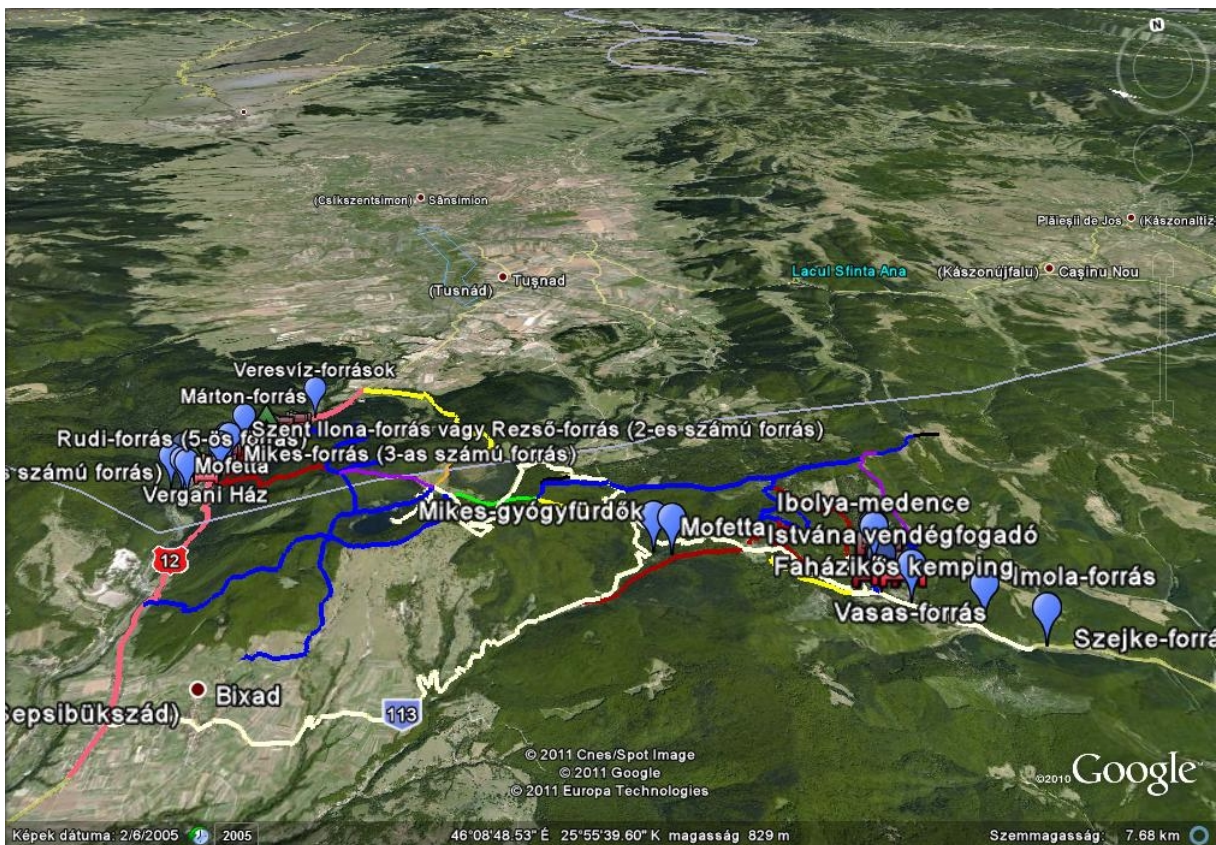 N
(Csíkszentsimon) Sânsimion
Plăieşii de Jos (Kászonaltíz
Lacul Sfinta Ana
(Kászonújfalu) Caşinu Nou
(Tusnád) Tuşnad
Veresvíz-források
Márton-forrás
Szent Ilona-forrás vagy Rezső-forrás (2-es számú forrás)
Rudi-forrás (5-ös forrás)
Mikes-forrás (3-as számú forrás)
s számú forrás)
Mofetta
Vergani Ház
Ibolya-medence
Mikes-gyógyfürdők
Mofetta
Istvána vendégfogadó
12
Faházikós kemping
Imola-forrás
Vasas-forrás
Szejke-forrá
Bixad
Sepsibükszád)
113
© 2011 Cnes/Spot Image
© 2011 Google
© 2011 Europa Technologies
©2010 Google
Képek dátuma: 2/6/2005 2005 46°08'48.53" É 25°55'39.60" K magasság 829 m Szemmagasság: 7.68 km